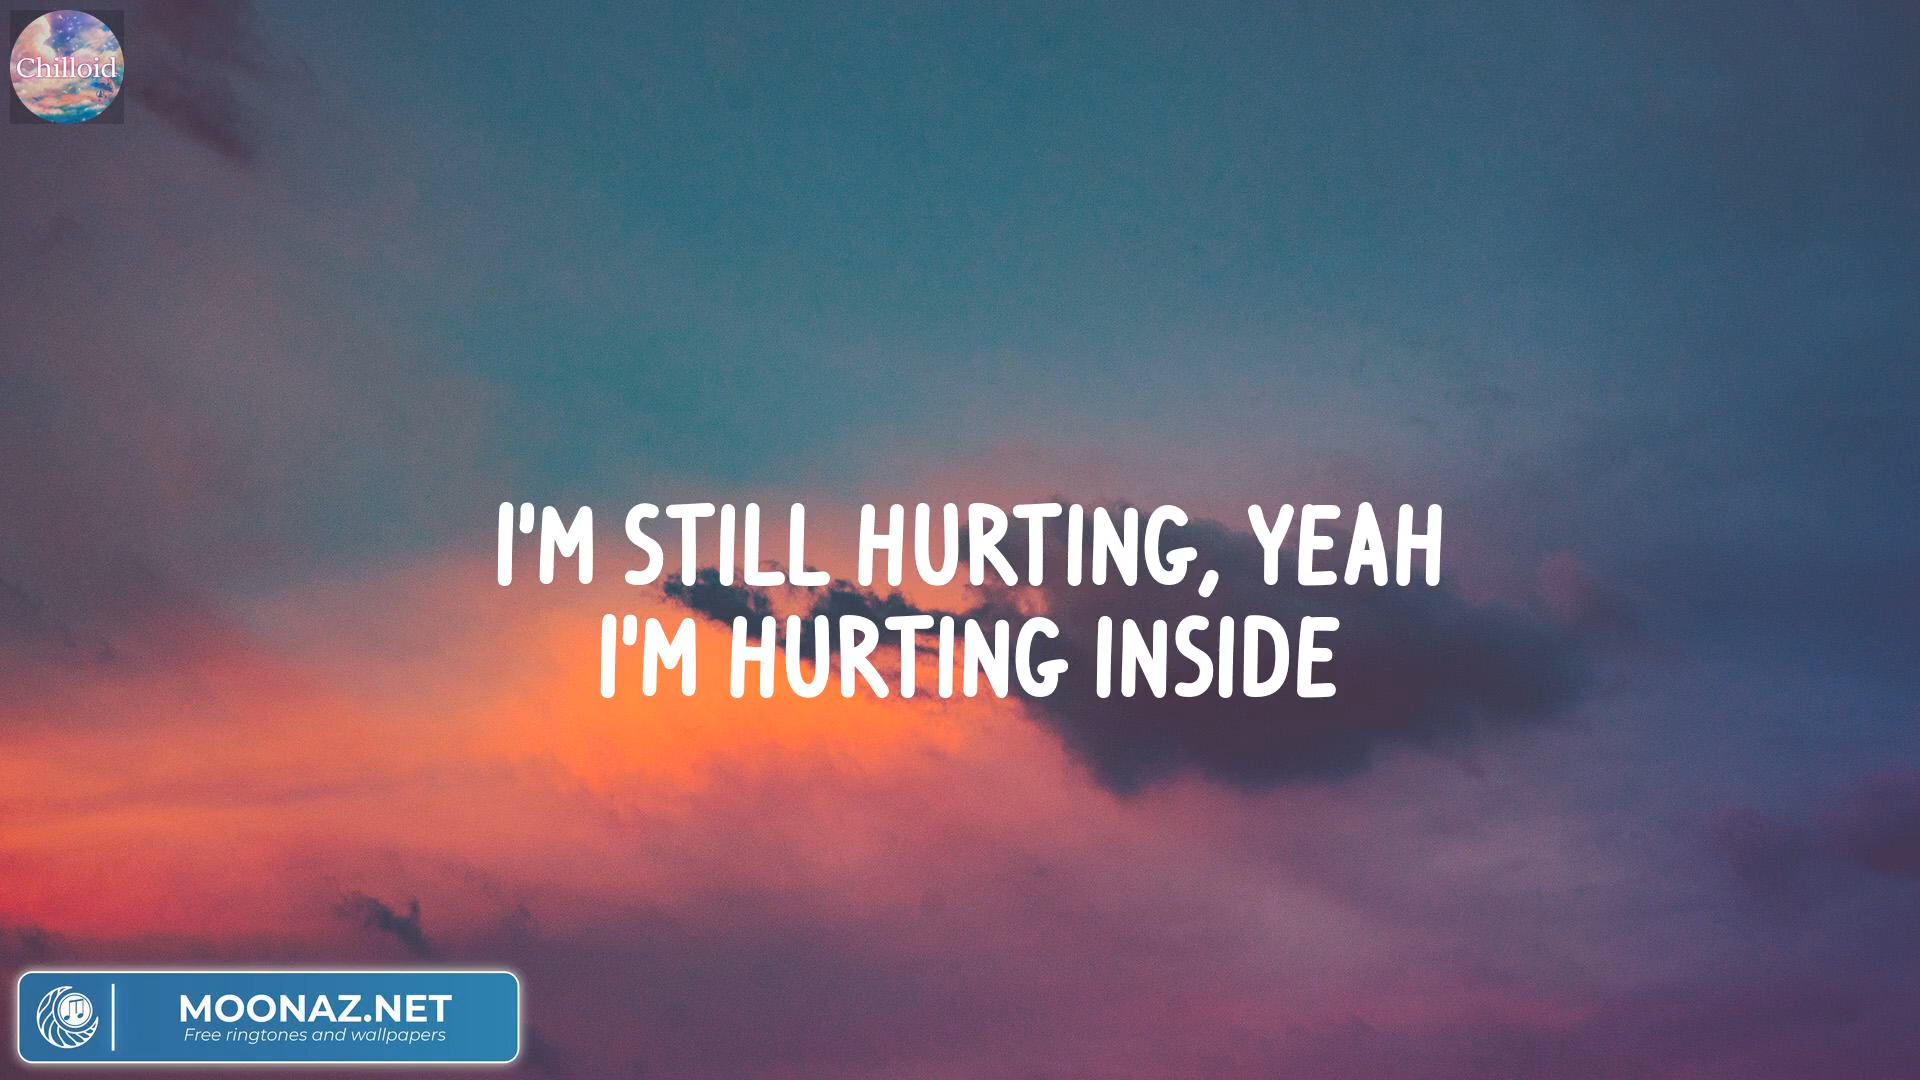 Chilloid
I'M STILL HURTING, YEAH
I'M HURTING INSIDE
MOONAZ.NET
Free ringtones and wallpapers